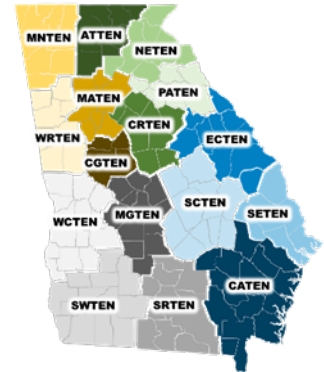 MNTEN
ATTEN
NETEN
PATEN
MATEN
CRTEN
WRTEN
ECTEN
CGTEN
SCTEN
WCTEN
MGTEN
SETEN
CATEN
SWTEN
SRTEN